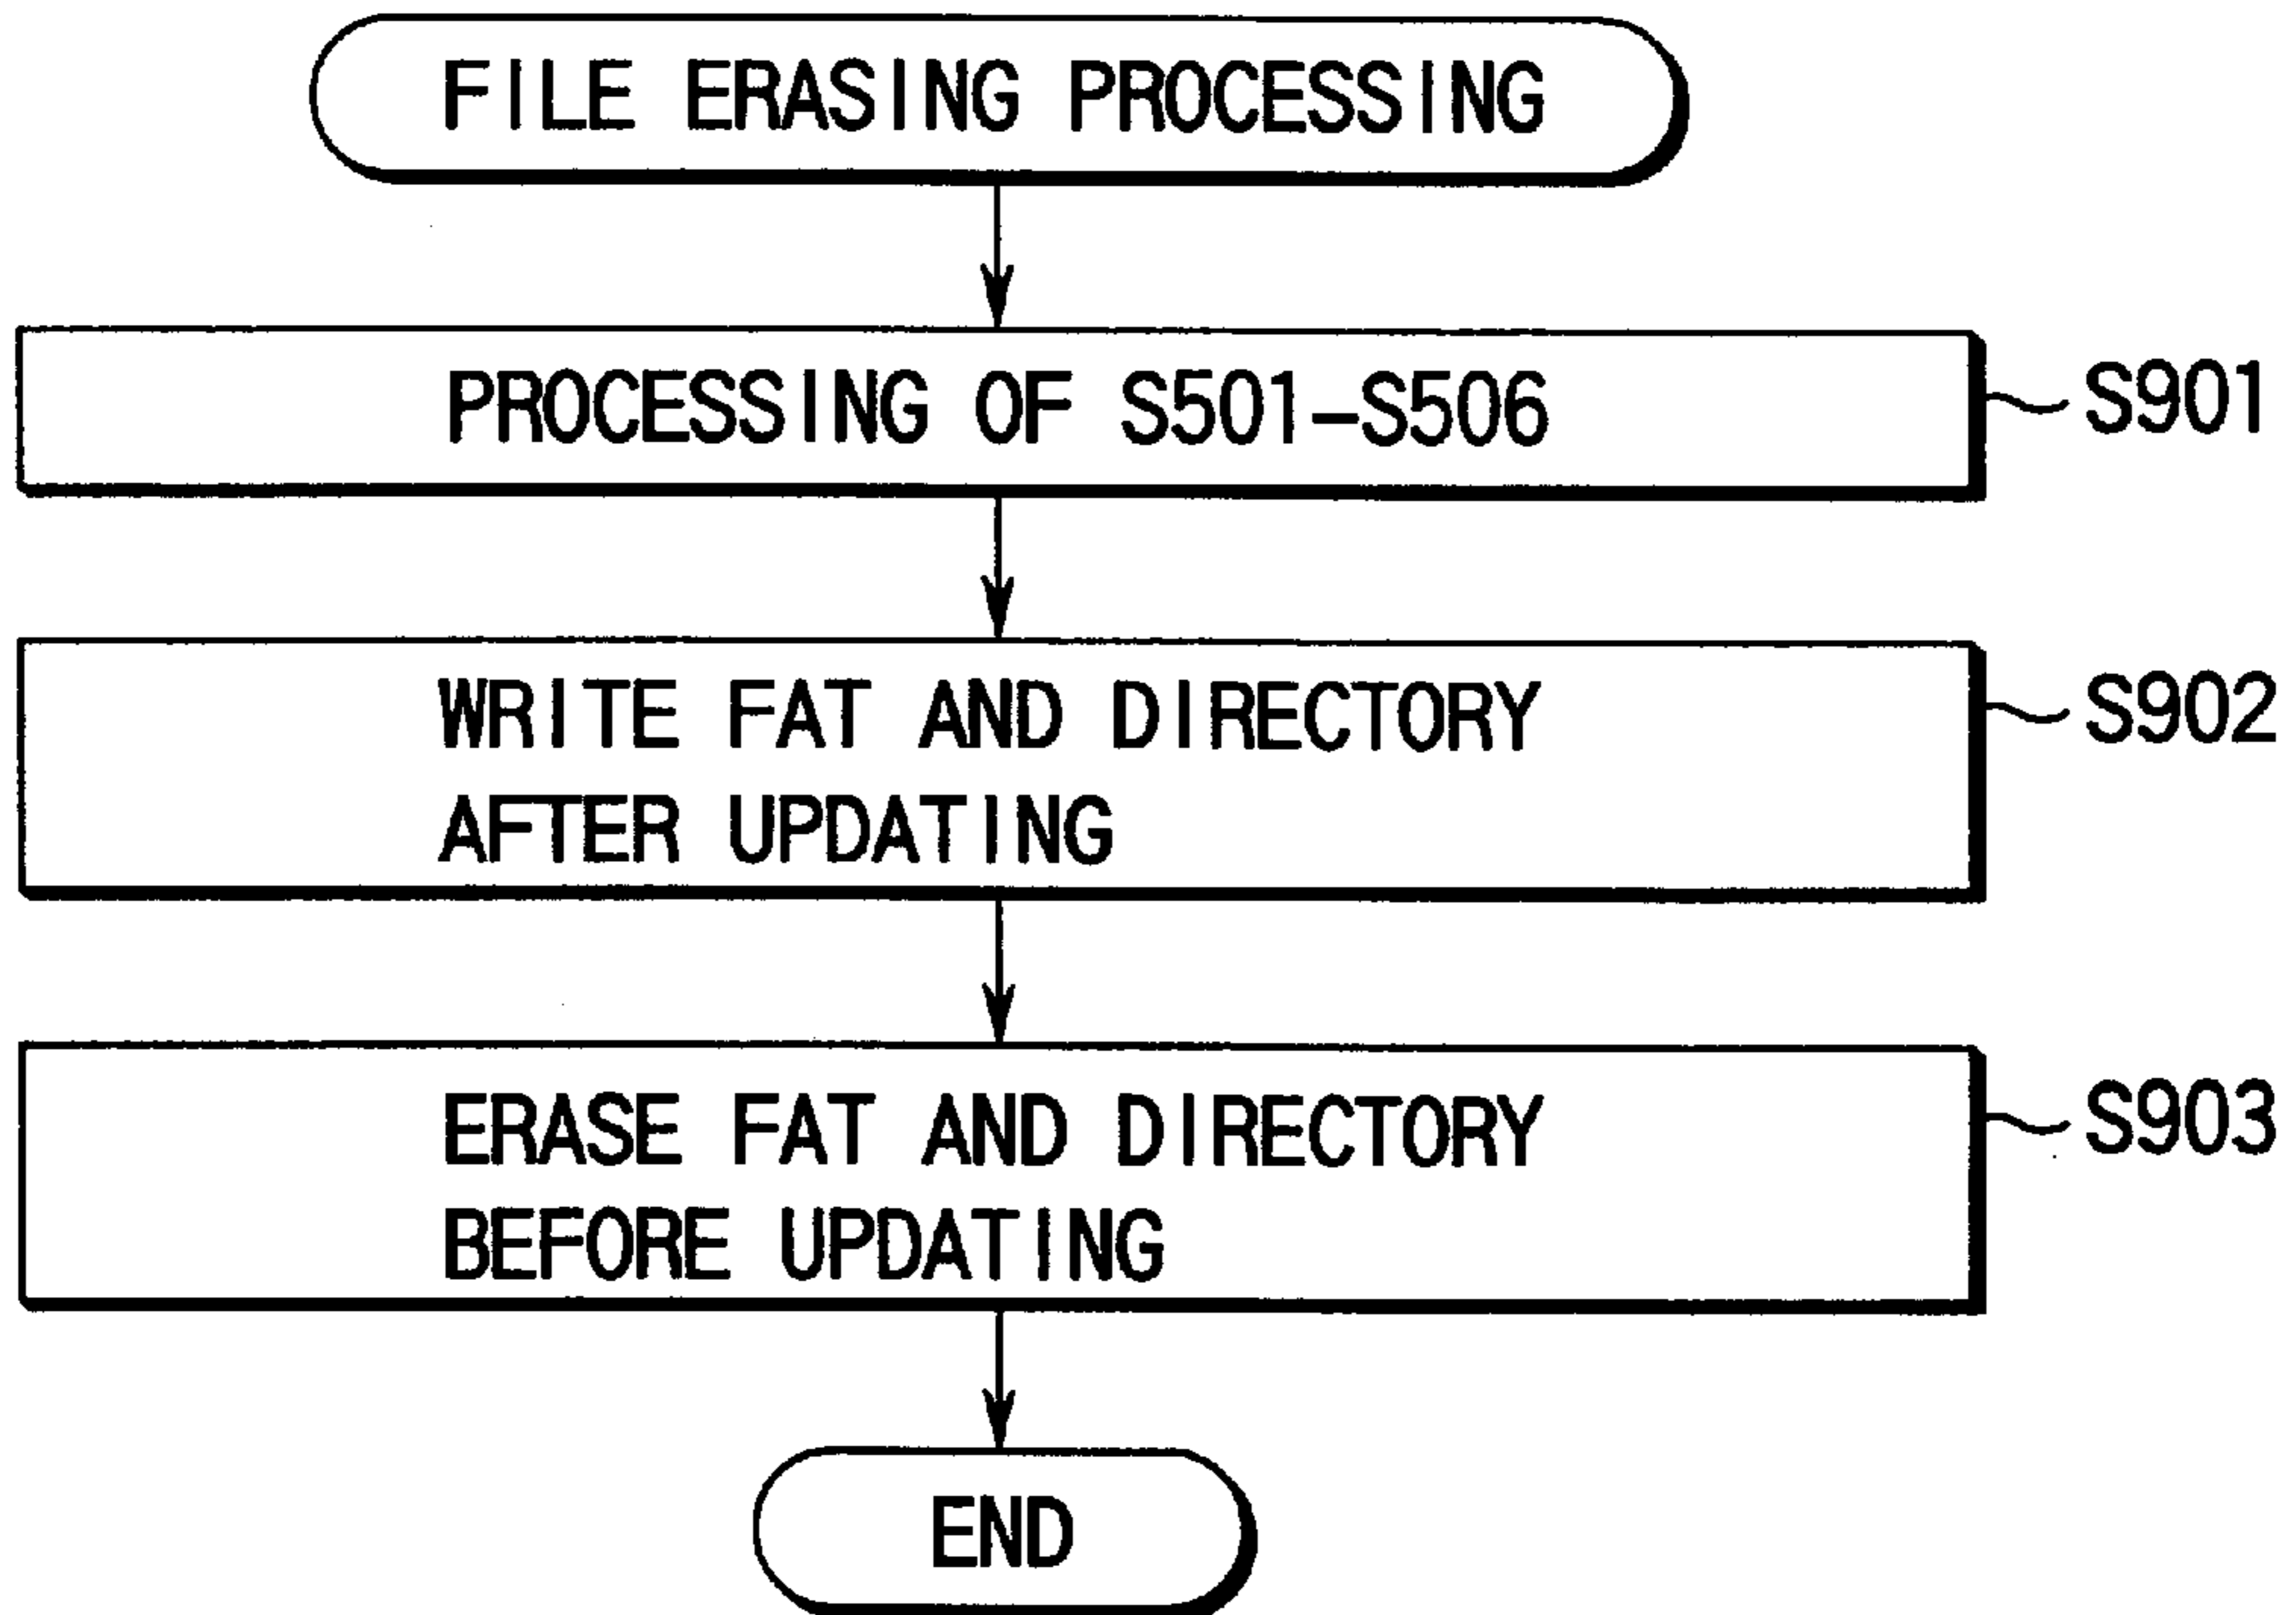 FILE ERASING PROCESSING
PROCESSING OF S501-S506
S901
WRITE FAT AND DIRECTORY
AFTER UPDATING
S902
ERASE FAT AND DIRECTORY
BEFORE UPDATING
S903
END